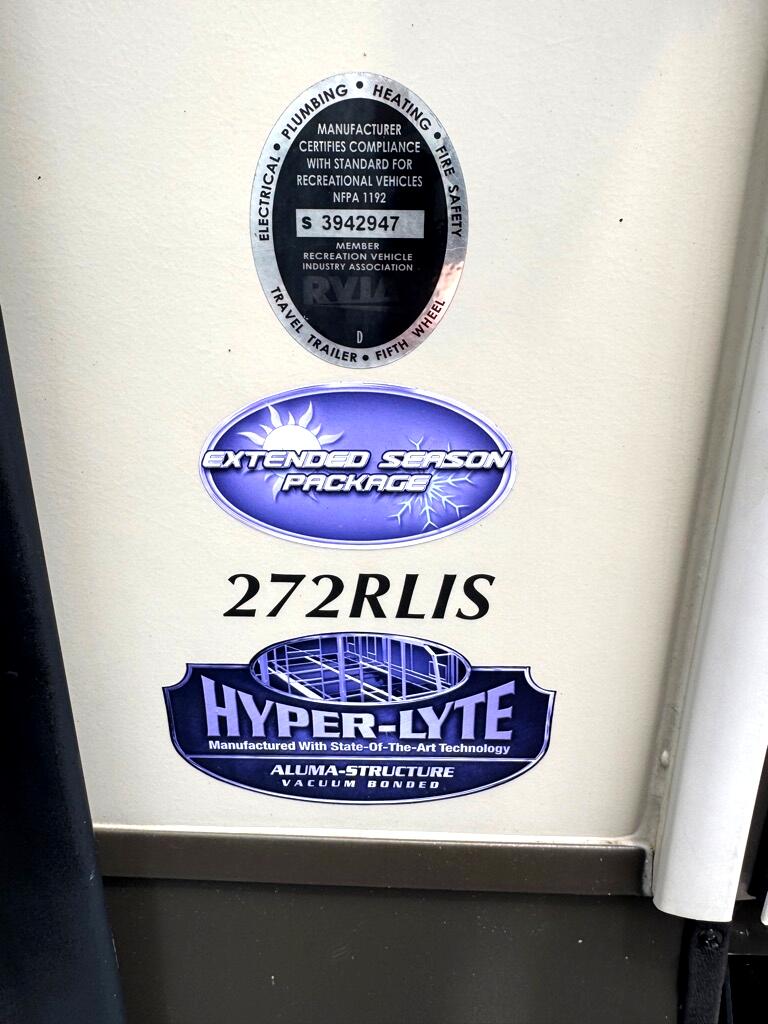 ELECTRICAL • PLUMBING • HEATING • FIRE SAFETY
MANUFACTURER
CERTIFIES COMPLIANCE
WITH STANDARD FOR
RECREATIONAL VEHICLES
NFPA 1192
S 3942947
MEMBER
RECREATION VEHICLE
INDUSTRY ASSOCIATION
RVIA
D
TRAVEL TRAILER • FIFTH WHEEL
EXTENDED SEASON
PACKAGE
272RLIS
HYPER-LYTE
Manufactured With State-Of-The-Art Technology
ALUMA-STRUCTURE
VACUUM BONDED